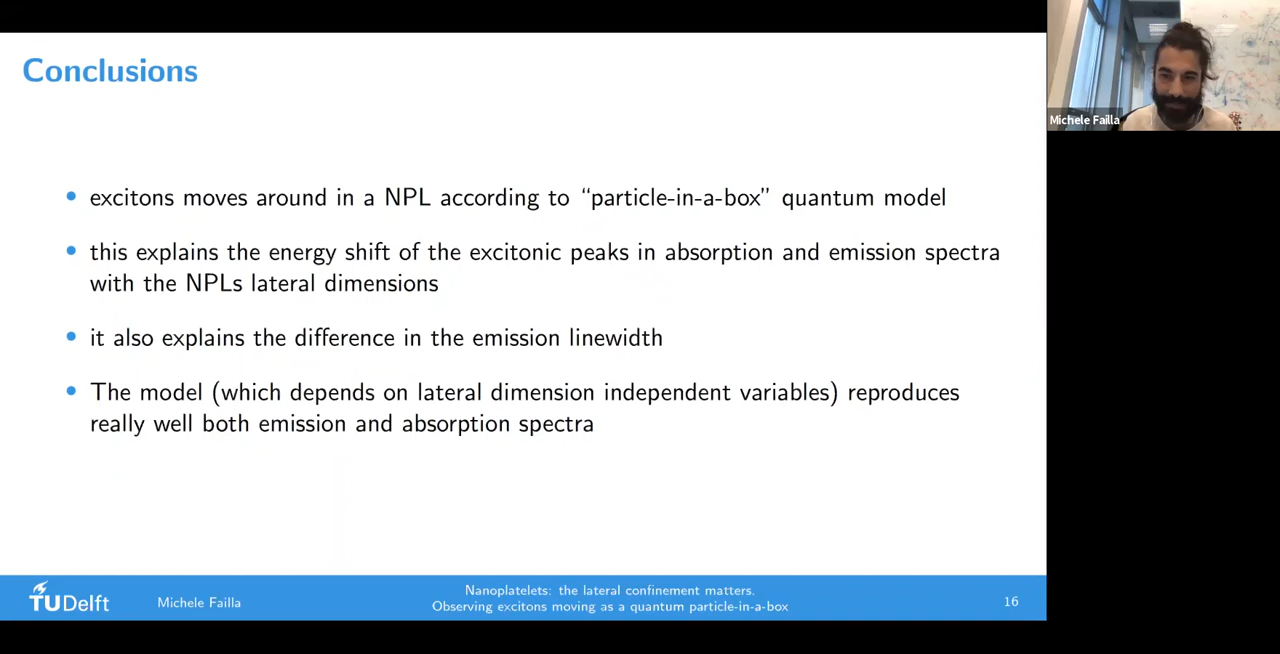 Conclusions
excitons moves around in a NPL according to “particle-in-a-box” quantum model
this explains the energy shift of the excitonic peaks in absorption and emission spectra
with the NPLs lateral dimensions
it also explains the difference in the emission linewidth
The model (which depends on lateral dimension independent variables) reproduces
really well both emission and absorption spectra
TUDelft
Michele Failla
Nanoplatelets: the lateral confinement matters.
Observing excitons moving as a quantum particle-in-a-box
16
Michele Failla